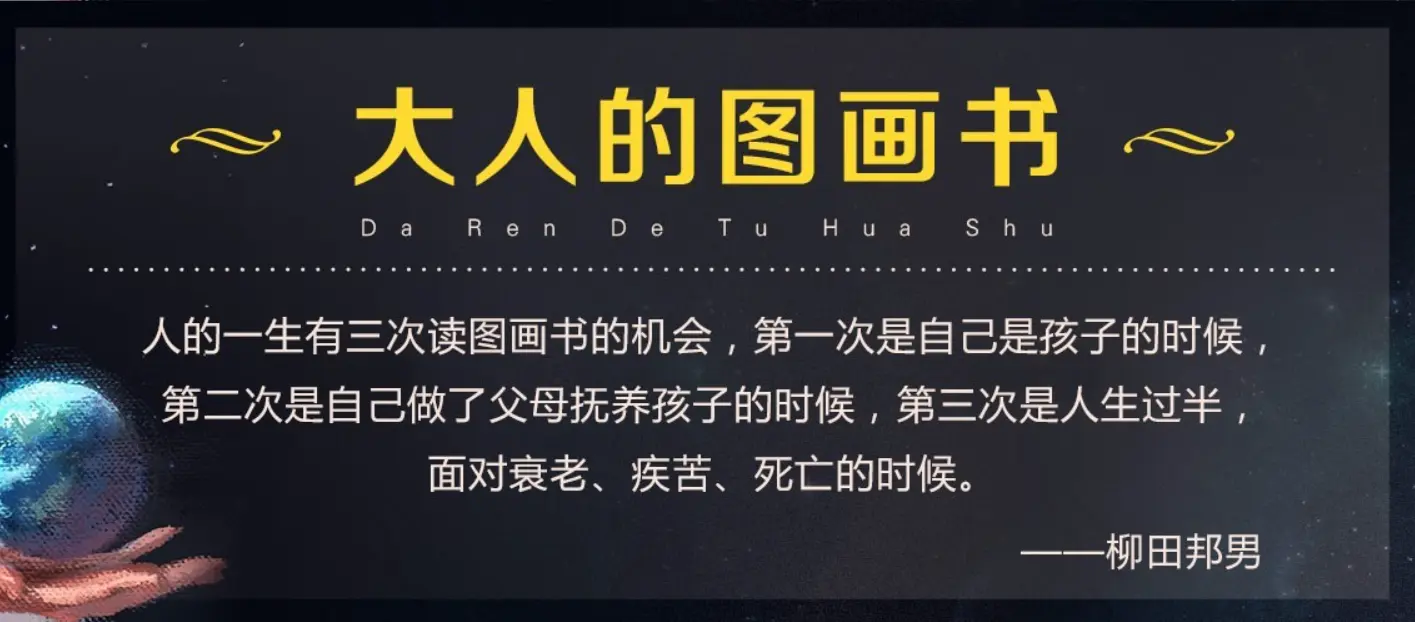 大人的图画书
Da Ren De Tu Hua Shu
人的一生有三次读图画书的机会，第一次是自己是孩子的时候，
第二次是自己做了父母抚养孩子的时候，第三次是人生过半，
面对衰老、疾苦、死亡的时候。
——柳田邦男